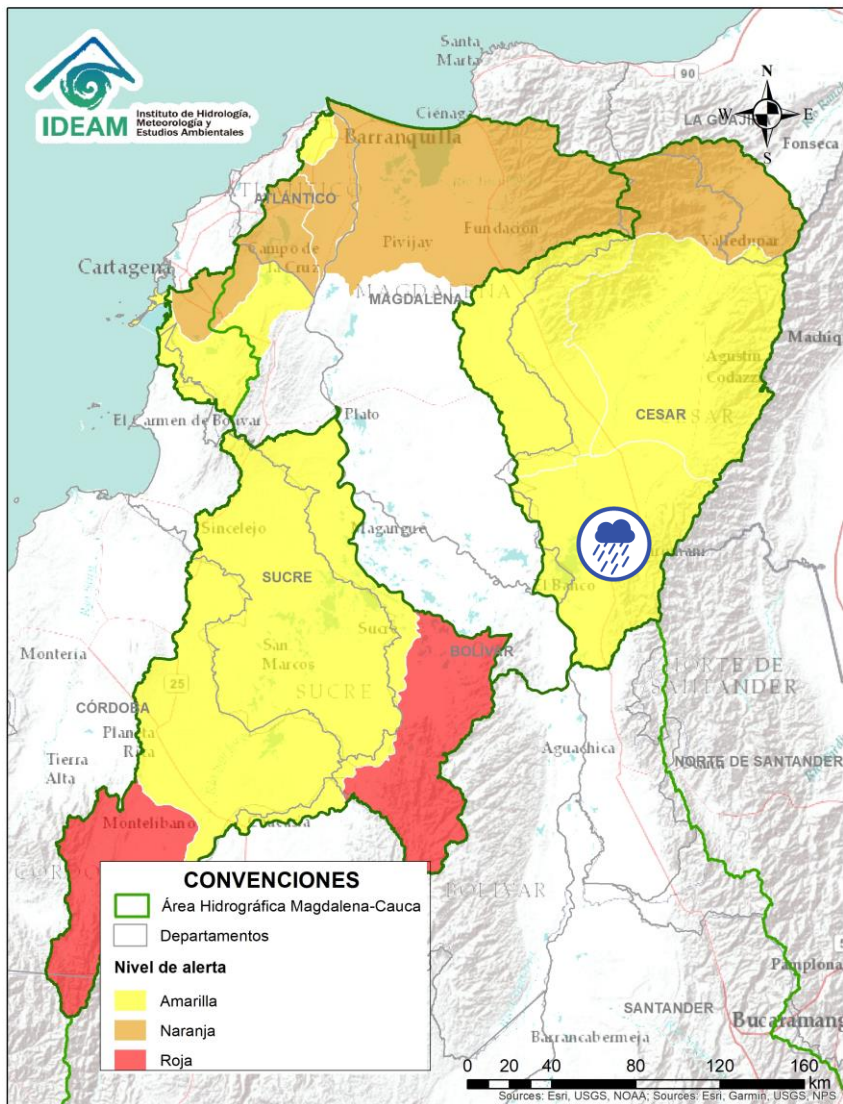 IDEAM
Instituto de Hidrología,
Meteorología y
Estudios Ambientales
Santa
Marta
90
N
W
E
S
LA GUAJIRA
Fonseca
Ciénaga
Barranquilla
ATLÁNTICO
Campo de
la Cruz
Pivijay
Fundación
Valledupar
Cartagena
MAGDALENA
Agustín
Codazzi
CESAR
El Carmen de Bolívar
Plato
Sincelejo
Magangue
SUCRE
El Banco
San
Marcos
Sucre
SUCRE
BOLÍVAR
Montería
25
CÓRDOBA
Planeta
Rica
Tierra
Alta
NORTE DE
SANTANDER
NORTE DE SANTANDER
Aguachica
Montelíbano
BOLÍVAR
SANTANDER
Pamplona
Barrancabermeja
CONVENCIONES
Área Hidrográfica Magdalena-Cauca
Departamentos
Nivel de alerta
Amarilla
Naranja
Roja
0 20 40 80 120 160
km
Sources: Esri, USGS, NOAA; Sources: Esri, Garmin, USGS, NPS